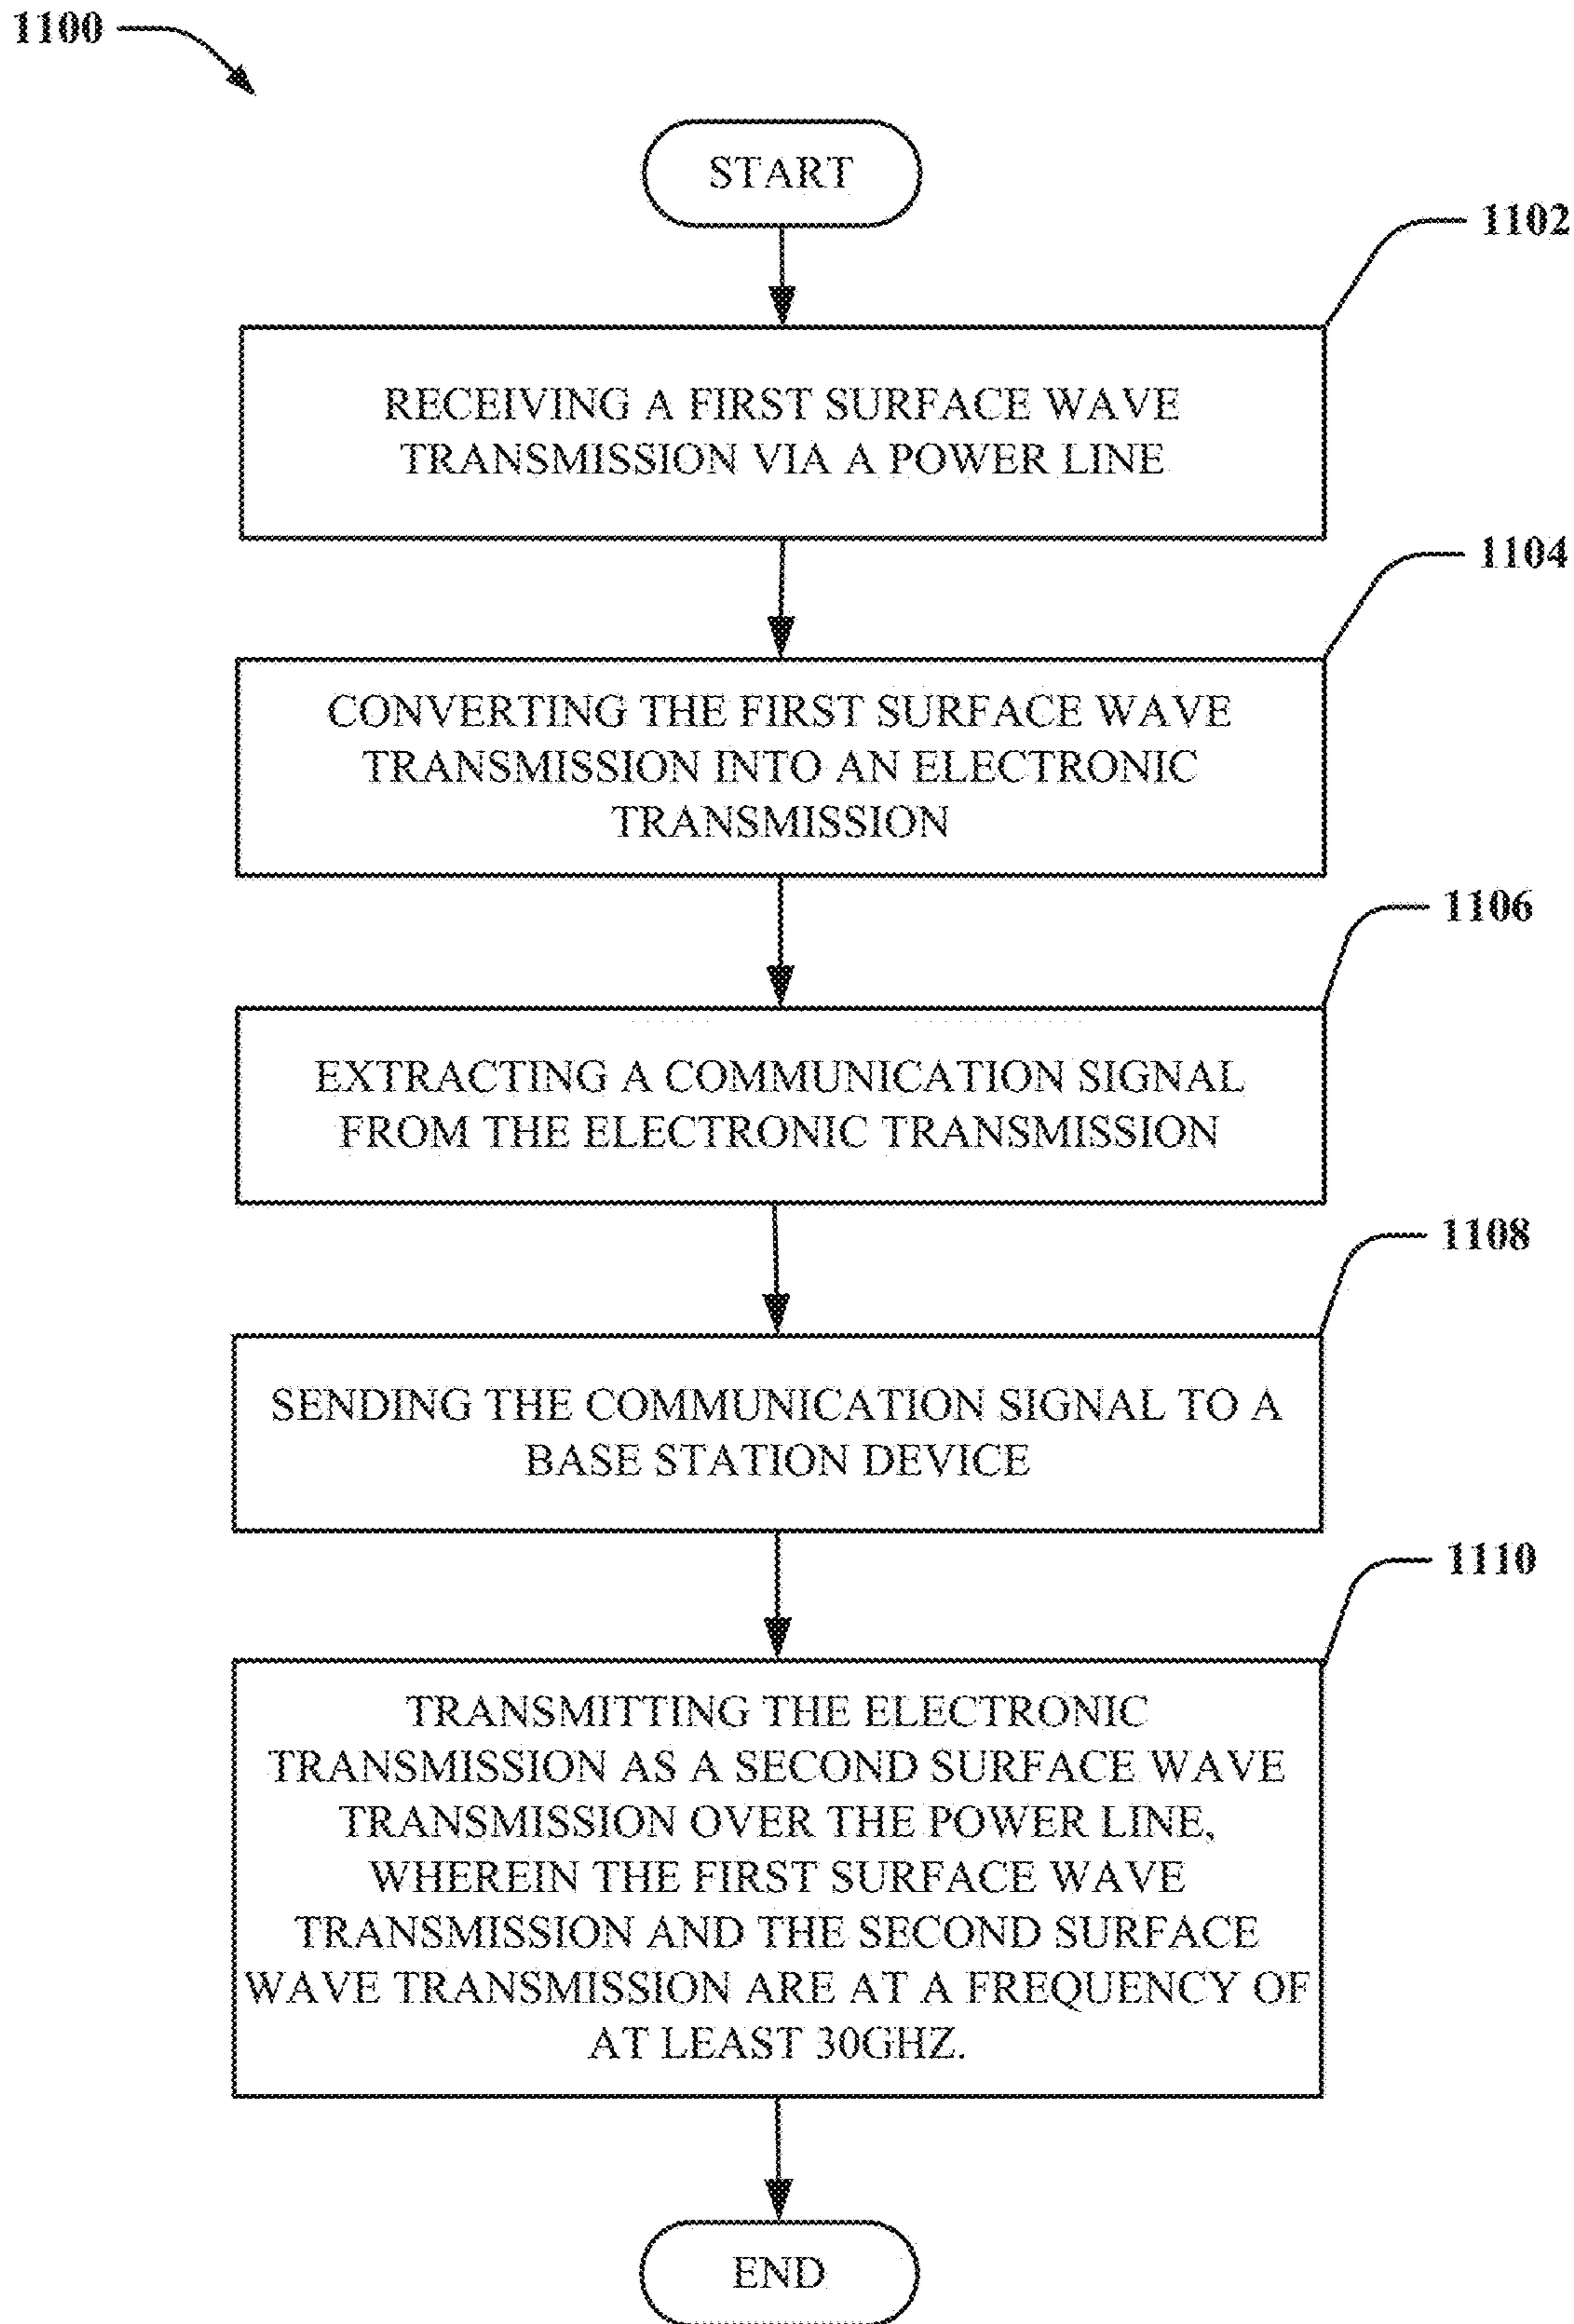 1100
START
1102
RECEIVING A FIRST SURFACE WAVE
TRANSMISSION VIA A POWER LINE
1104
CONVERTING THE FIRST SURFACE WAVE
TRANSMISSION INTO AN ELECTRONIC
TRANSMISSION
1106
EXTRACTING A COMMUNICATION SIGNAL
FROM THE ELECTRONIC TRANSMISSION
1108
SENDING THE COMMUNICATION SIGNAL TO A
BASE STATION DEVICE
1110
TRANSMITTING THE ELECTRONIC
TRANSMISSION AS A SECOND SURFACE WAVE
TRANSMISSION OVER THE POWER LINE,
WHEREIN THE FIRST SURFACE WAVE
TRANSMISSION AND THE SECOND SURFACE
WAVE TRANSMISSION ARE AT A FREQUENCY OF
AT LEAST 30GHZ.
END